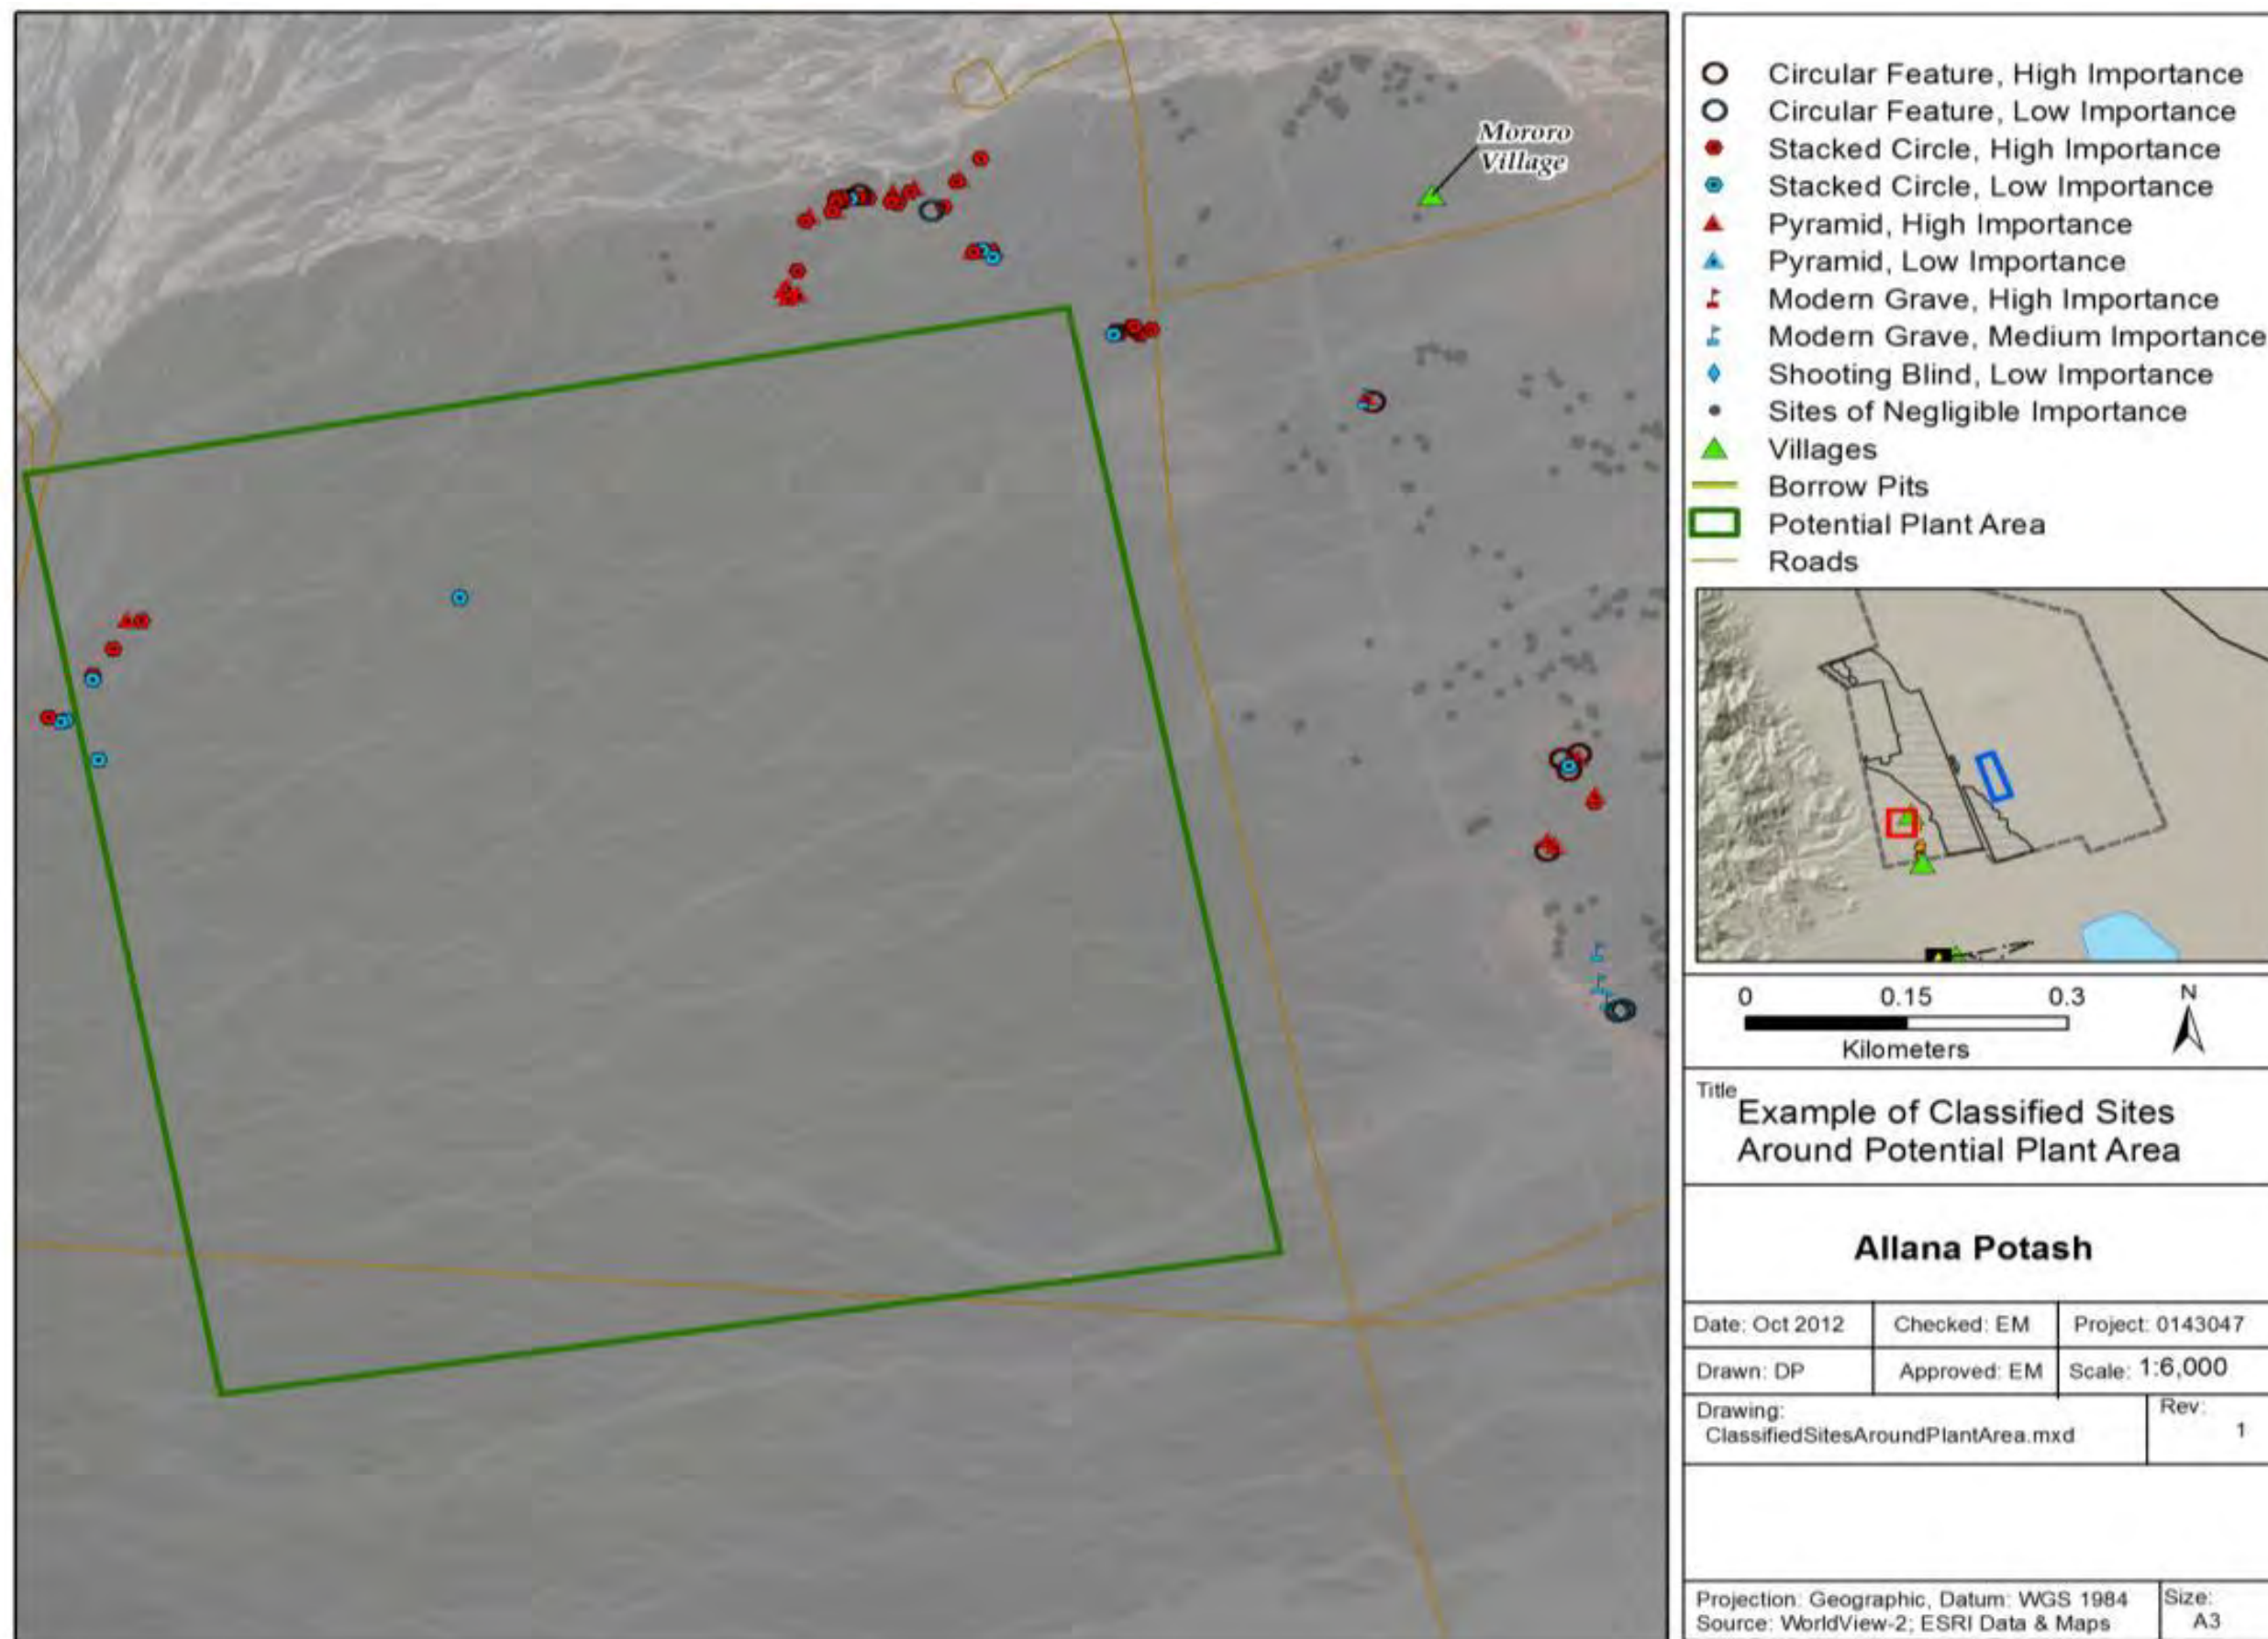 Mororo
Village
Circular Feature, High Importance
Circular Feature, Low Importance
Stacked Circle, High Importance
Stacked Circle, Low Importance
Pyramid, High Importance
Pyramid, Low Importance
Modern Grave, High Importance
Modern Grave, Medium Importance
Shooting Blind, Low Importance
Sites of Negligible Importance
Villages
Borrow Pits
Potential Plant Area
Roads
0 0.15 0.3
Kilometers
N
Title
Example of Classified Sites
Around Potential Plant Area
Allana Potash
Date: Oct 2012 Checked: EM Project: 0143047
Drawn: DP Approved: EM Scale: 1:6,000
Drawing:
ClassifiedSitesAroundPlantArea.mxd
Rev:
1
Projection: Geographic, Datum: WGS 1984
Source: WorldView-2; ESRI Data & Maps
Size:
A3